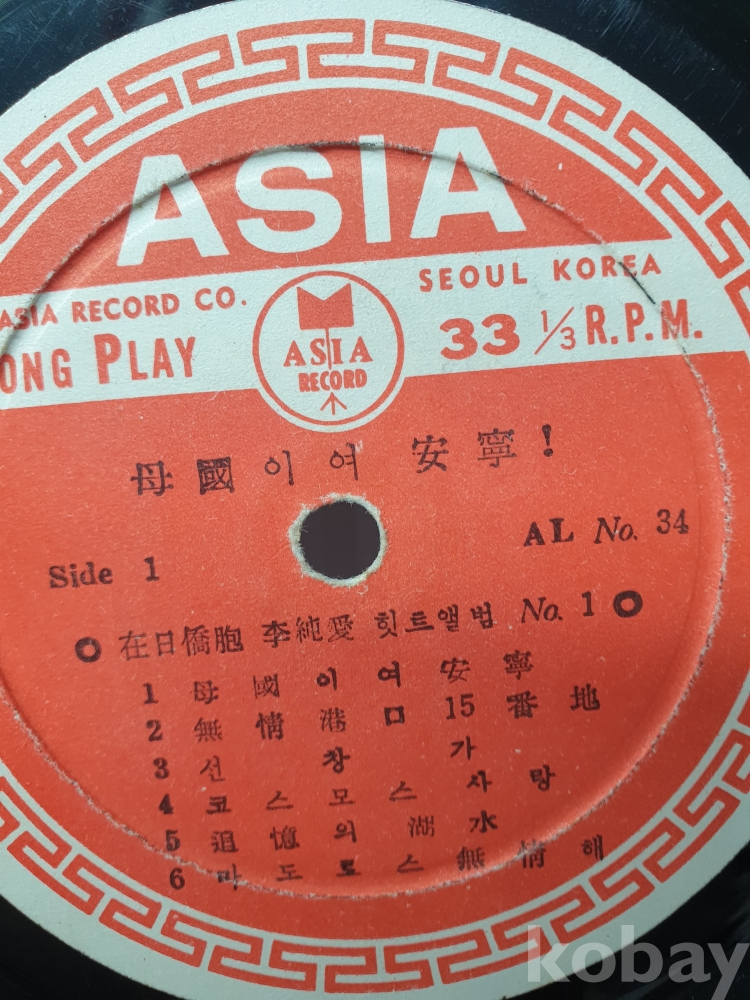 ASIA
ASIA RECORD CO.
SEOUL KOREA
ONG PLAY
33 1/3 R.P.M.
ASIA
RECORD
母國이여 安寧!
Side 1
AL No. 34
在日僑胞 李純愛 힛트앨범 No. 1
1 母國이여安寧
2 無情港口15番地
3 선창가
4 코스모스사랑
5 追憶의湖水
6 마도로스無情해
kobay